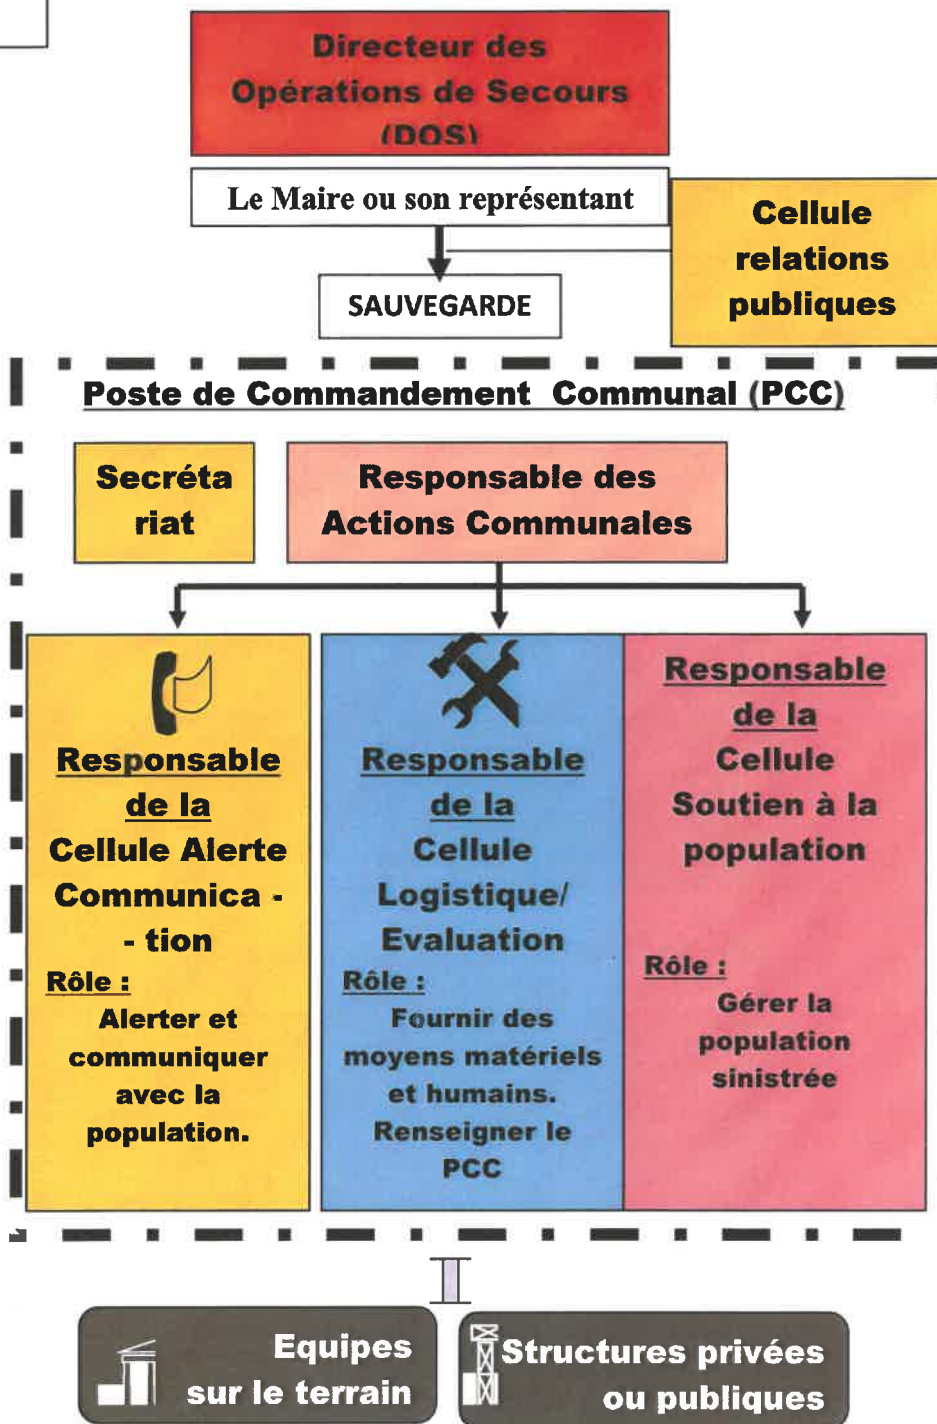 Directeur des
Opérations de Secours
(DOS)
Le Maire ou son représentant
Cellule
relations
publiques
SAUVEGARDE
Poste de Commandement Communal (PCC)
Secréta
riat
Responsable des
Actions Communales
Responsable
de la
Cellule Alerte
Communica -
- tion
Rôle :
Alerter et
communiquer
avec la
population.
Responsable
de la
Cellule
Logistique/
Evaluation
Rôle :
Fournir des
moyens matériels
et humains.
Renseigner le
PCC
Responsable
de la
Cellule
Soutien à la
population
Rôle :
Gérer la
population
sinistrée
Equipes
sur le terrain
Structures privées
ou publiques